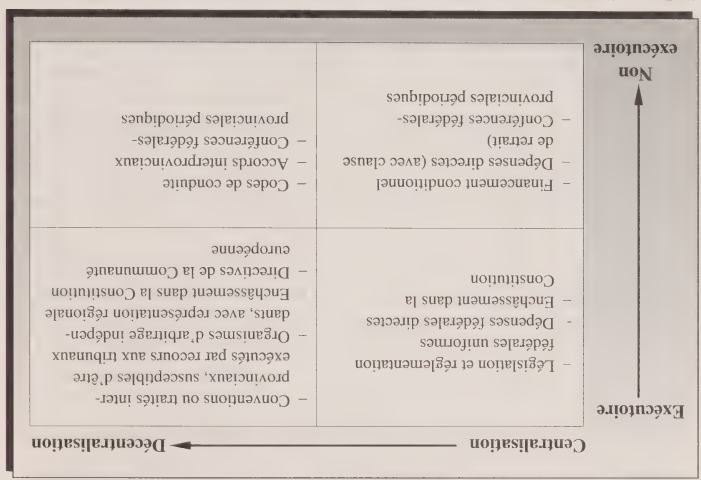 Centralisation
Décentralisation
Exécutoire
– Législation et réglementation
fédérales uniformes
- Dépenses fédérales directes
– Enchâssement dans la
Constitution
– Conventions ou traités inter-
provinciaux, susceptibles d'être
exécutés par recours aux tribunaux
– Organismes d'arbitrage indépen-
dants, avec représentation régionale
Enchâssement dans la Constitution
– Directives de la Communauté
européenne
– Financement conditionnel
– Dépenses directes (avec clause
de retrait)
– Conférences fédérales-
provinciales périodiques
– Codes de conduite
– Accords interprovinciaux
– Conférences fédérales-
provinciales périodiques
Non
exécutoire